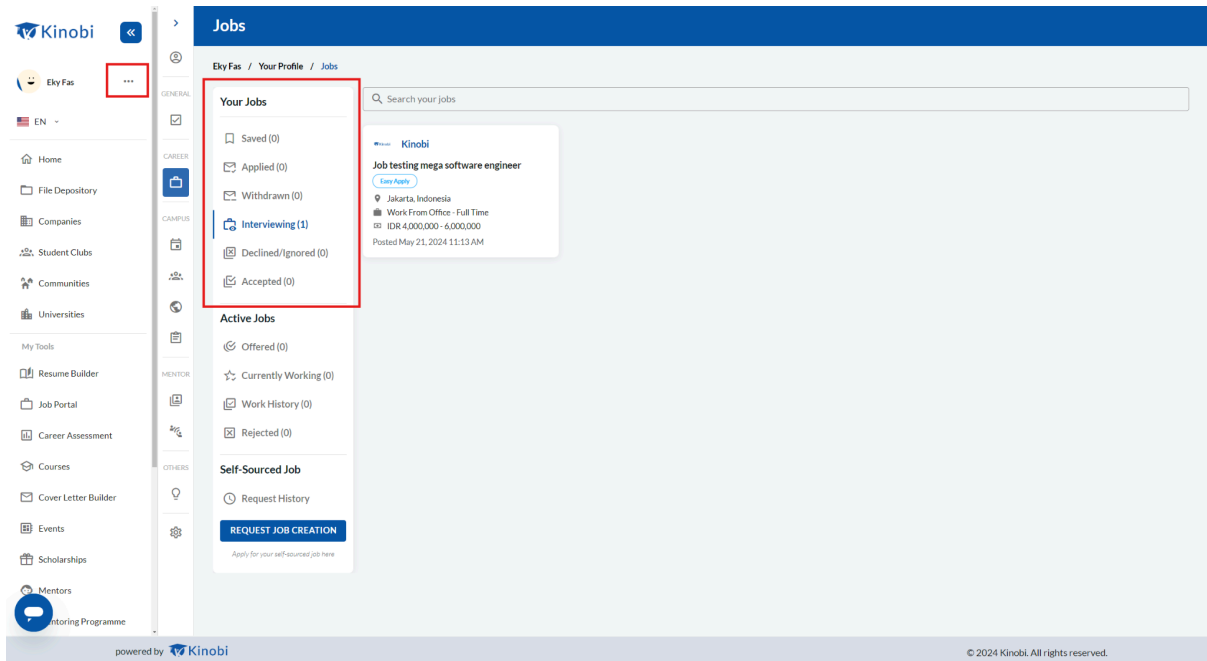 Kinobi
Eky Fas
EN
Home
File Depository
Companies
Student Clubs
Communities
Universities
My Tools
Resume Builder
Job Portal
Career Assessment
Courses
Cover Letter Builder
Events
Scholarships
Mentors
ntoring Programme
GENERAL
CAREER
CAMPUS
MENTOR
OTHERS
Jobs
Eky Fas / Your Profile / Jobs
Your Jobs
Saved (0)
Applied (0)
Withdrawn (0)
Interviewing (1)
Declined/Ignored (0)
Accepted (0)
Active Jobs
Offered (0)
Currently Working (0)
Work History (0)
Rejected (0)
Self-Sourced Job
Request History
REQUEST JOB CREATION
Apply for your self-sourced job here
Search your jobs
Kinobi
Job testing mega software engineer
Easy Apply
Jakarta, Indonesia
Work From Office - Full Time
IDR 4,000,000 - 6,000,000
Posted May 21, 2024 11:13 AM
powered by Kinobi
© 2024 Kinobi. All rights reserved.